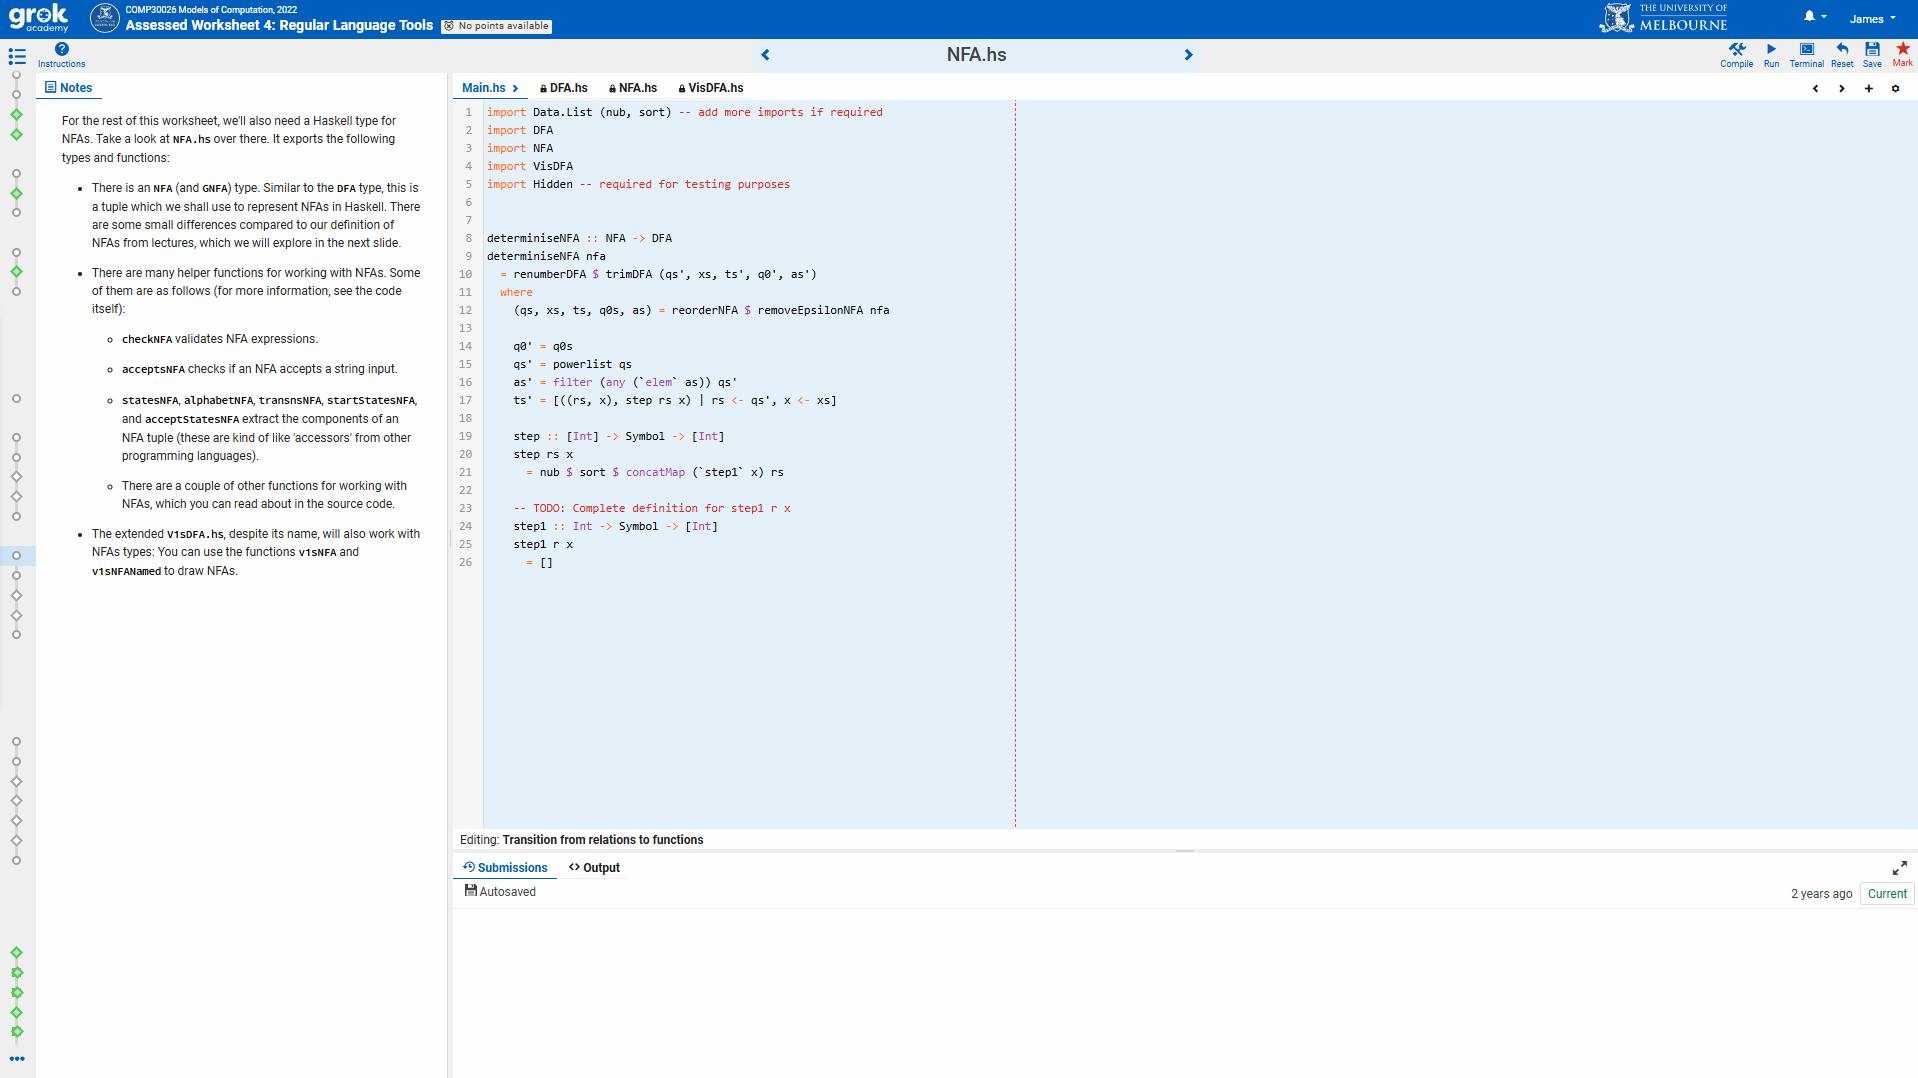 grok
academy
COMP30026 Models of Computation, 2022
Assessed Worksheet 4: Regular Language Tools
No points available
THE UNIVERSITY OF
MELBOURNE
James
Instructions
NFA.hs
Compile
Run
Terminal
Reset
Save
Mark
Notes
For the rest of this worksheet, we'll also need a Haskell type for
NFAs. Take a look at NFA.hs over there. It exports the following
types and functions:
There is an NFA (and GNFA) type. Similar to the DFA type, this is
a tuple which we shall use to represent NFAs in Haskell. There
are some small differences compared to our definition of
NFAs from lectures, which we will explore in the next slide.
There are many helper functions for working with NFAs. Some
of them are as follows (for more information, see the code
itself):
checkNFA validates NFA expressions.
acceptsNFA checks if an NFA accepts a string input.
statesNFA, alphabetNFA, transnsNFA, startStatesNFA,
and acceptStatesNFA extract the components of an
NFA tuple (these are kind of like 'accessors' from other
programming languages).
There are a couple of other functions for working with
NFAs, which you can read about in the source code.
The extended VisDFA.hs, despite its name, will also work with
NFAs types: You can use the functions visNFA and
visNFANamed to draw NFAs.
Main.hs
DFA.hs
NFA.hs
VisDFA.hs
1 import Data.List (nub, sort) -- add more imports if required
2 import DFA
3 import NFA
4 import VisDFA
5 import Hidden -- required for testing purposes
6
7
8 determiniseNFA :: NFA -> DFA
9 determiniseNFA nfa
10 = renumberDFA $ trimDFA (qs', xs, ts', q0', as')
11 where
12 (qs, xs, ts, q0s, as) = reorderNFA $ removeEpsilonNFA nfa
13
14 q0' = q0s
15 qs' = powerlist qs
16 as' = filter (any (`elem` as)) qs'
17 ts' = [((rs, x), step rs x) | rs <- qs', x <- xs]
18
19 step :: [Int] -> Symbol -> [Int]
20 step rs x
21 = nub $ sort $ concatMap (`step1` x) rs
22
23 -- TODO: Complete definition for step1 r x
24 step1 :: Int -> Symbol -> [Int]
25 step1 r x
26 = []
Editing: Transition from relations to functions
Submissions
Output
Autosaved
2 years ago
Current